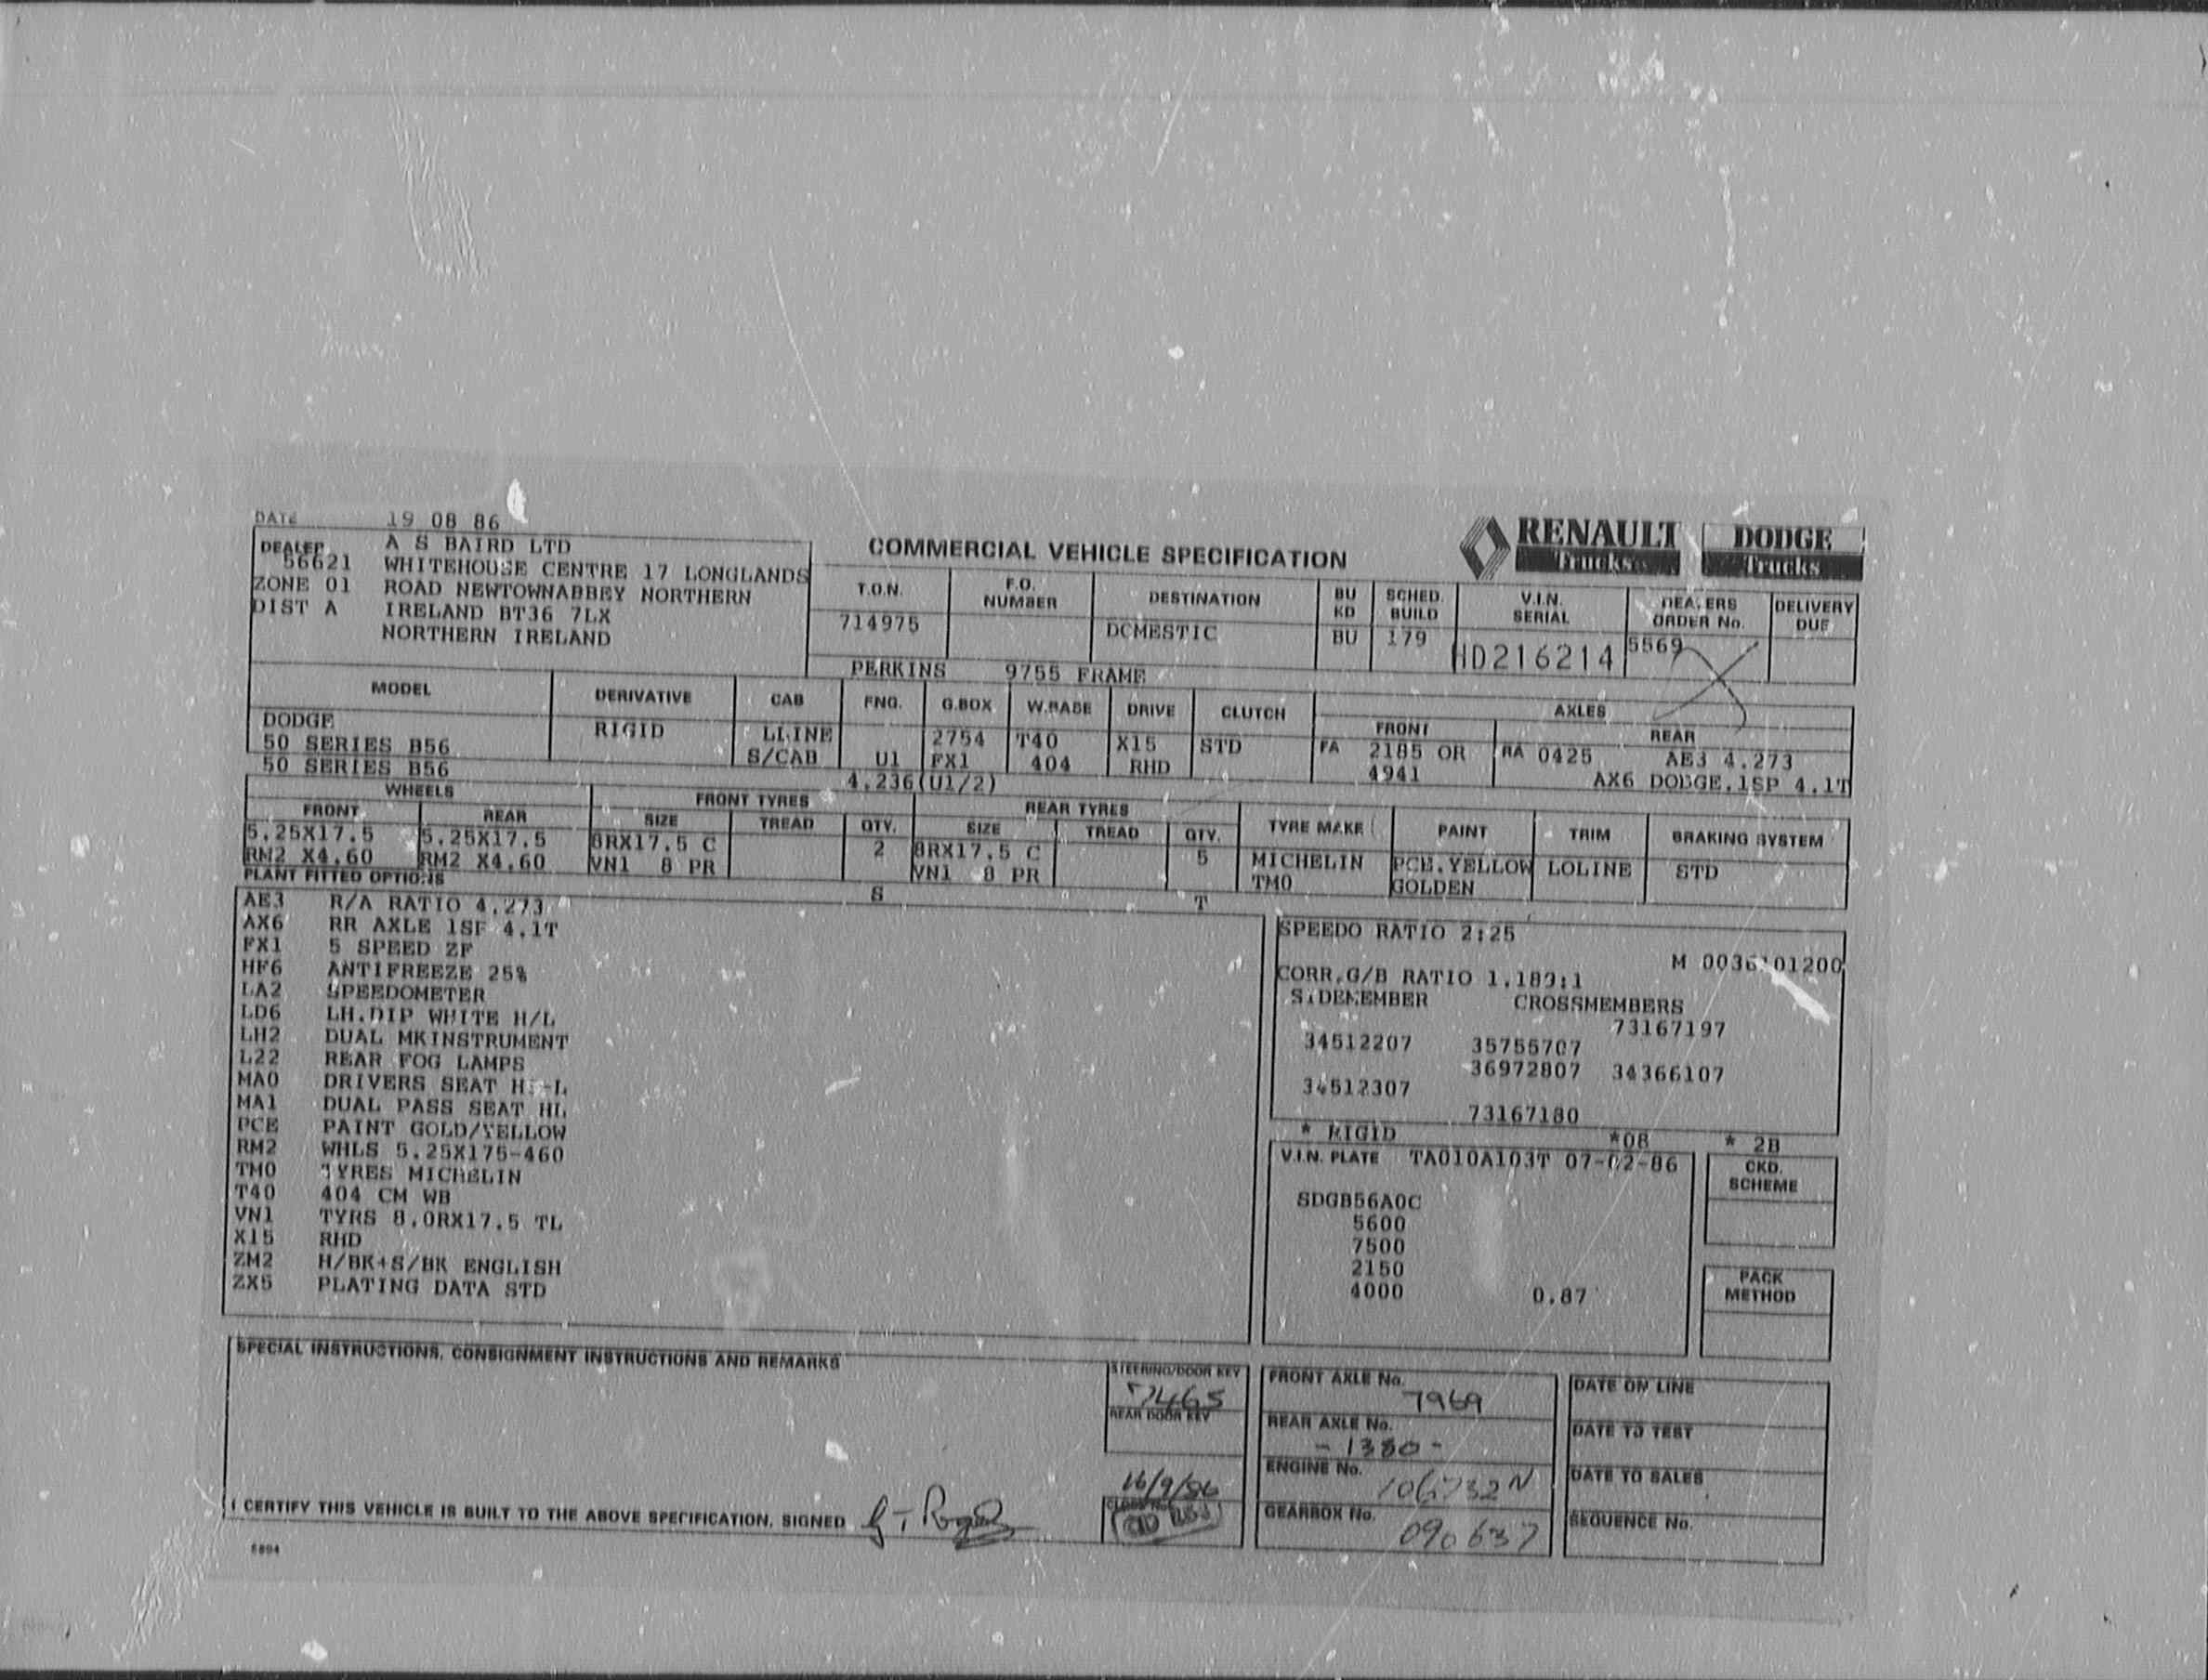 DATE 19 08 86
DEALER 56621 A S BAIRD LTD
WHITEHOUSE CENTRE 17 LONGLANDS
ZONE 01 ROAD NEWTOWNABBEY NORTHERN
DIST A IRELAND BT36 7LX
NORTHERN IRELAND
COMMERCIAL VEHICLE SPECIFICATION
RENAULT Trucks DODGE Trucks
T.O.N. F.O. NUMBER DESTINATION BU KD SCHED. BUILD V.I.N. SERIAL DEALERS ORDER No. DELIVERY DUE
714975 DOMESTIC BU 179 HD216214 5569
PERKINS 9755 FRAME
MODEL DERIVATIVE CAB ENG. G.BOX W.BASE DRIVE CLUTCH AXLES
FRONT REAR
DODGE RIGID LLINE 2754 T40 X15 STD FA 2185 OR RA 0425 AE3 4.273
50 SERIES B56 S/CAB U1 FX1 404 RHD 4941 AX6 DODGE.1SP 4.1T
50 SERIES B56 4.236(U1/2)
WHEELS FRONT TYRES REAR TYRES
FRONT REAR SIZE TREAD QTY. SIZE TREAD QTY. TYRE MAKE PAINT TRIM BRAKING SYSTEM
5.25X17.5 5.25X17.5 8RX17.5 C 2 8RX17.5 C 5 MICHELIN PCE.YELLOW LOLINE STD
RM2 X4.60 RM2 X4.60 VN1 8 PR VN1 8 PR TM0 GOLDEN
PLANT FITTED OPTIONS S T
AE3 R/A RATIO 4.273
AX6 RR AXLE 1SP 4.1T
FX1 5 SPEED ZF
HF6 ANTIFREEZE 25%
LA2 SPEEDOMETER
LD6 LH.DIP WHITE H/L
LH2 DUAL MKINSTRUMENT
L22 REAR FOG LAMPS
MA0 DRIVERS SEAT
MA1 DUAL PASS SEAT HL
PCE PAINT GOLD/YELLOW
RM2 WHLS 5.25X175-460
TM0 TYRES MICHELIN
T40 404 CM WB
VN1 TYRS 8.0RX17.5 TL
X15 RHD
ZM2 H/BK+S/BK ENGLISH
ZX5 PLATING DATA STD
SPEEDO RATIO 2:25
CORR.G/B RATIO 1.189:1
SIDEMEMBER CROSSMEMBERS
73167197
34512207 35755707
36972807 34366107
34512307
73167180
* RIGID *08 * 2B
V.I.N. PLATE TA010A103T 07-02-86
SDGB56A0C
5600
7500
2150
4000 0.87
CKD. SCHEME
PACK METHOD
SPECIAL INSTRUCTIONS, CONSIGNMENT INSTRUCTIONS AND REMARKS
STEERING/DOOR KEY
REAR DOOR KEY
16/9/86
FRONT AXLE No. 7969
REAR AXLE No. -1380-
ENGINE No.
GEARBOX No. 090637
DATE ON LINE
DATE TO TEST
DATE TO SALES
SEQUENCE No.
I CERTIFY THIS VEHICLE IS BUILT TO THE ABOVE SPECIFICATION. SIGNED